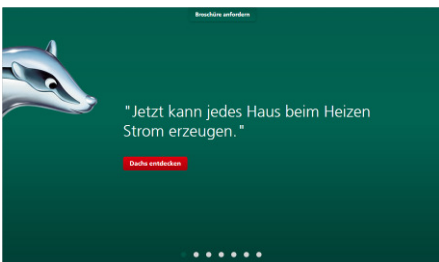 Broschüre anfordern
"Jetzt kann jedes Haus beim Heizen
Strom erzeugen."
Dachs entdecken